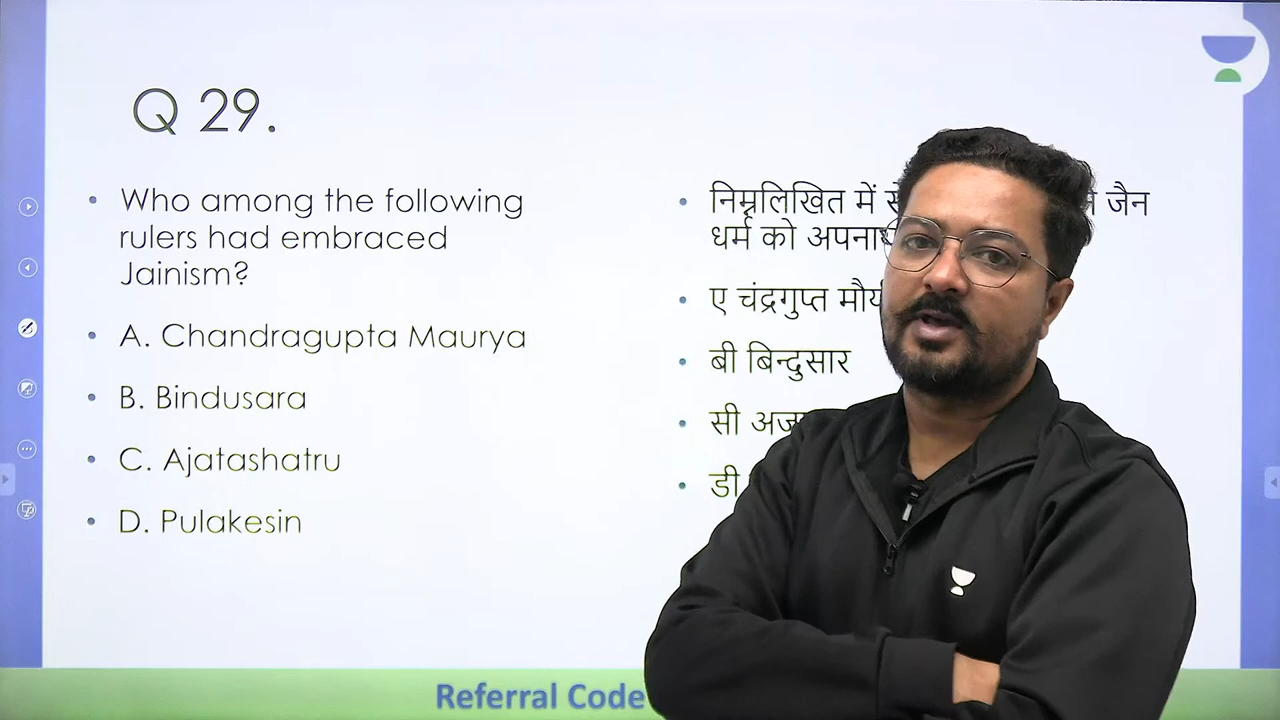 Q 29.
Who among the following
rulers had embraced
Jainism?
A. Chandragupta Maurya
B. Bindusara
C. Ajatashatru
D. Pulakesin
निम्नलिखित में जैन
धर्म को
ए चंद्रगुप्त
बी बिन्दुसार
सी
डी
Referral Code